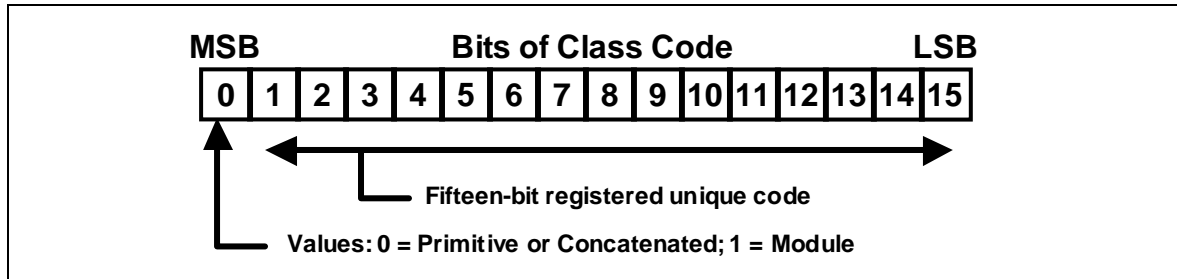 MSB Bits of Class Code LSB
0 1 2 3 4 5 6 7 8 9 10 11 12 13 14 15
Fifteen-bit registered unique code
Values: 0 = Primitive or Concatenated; 1 = Module